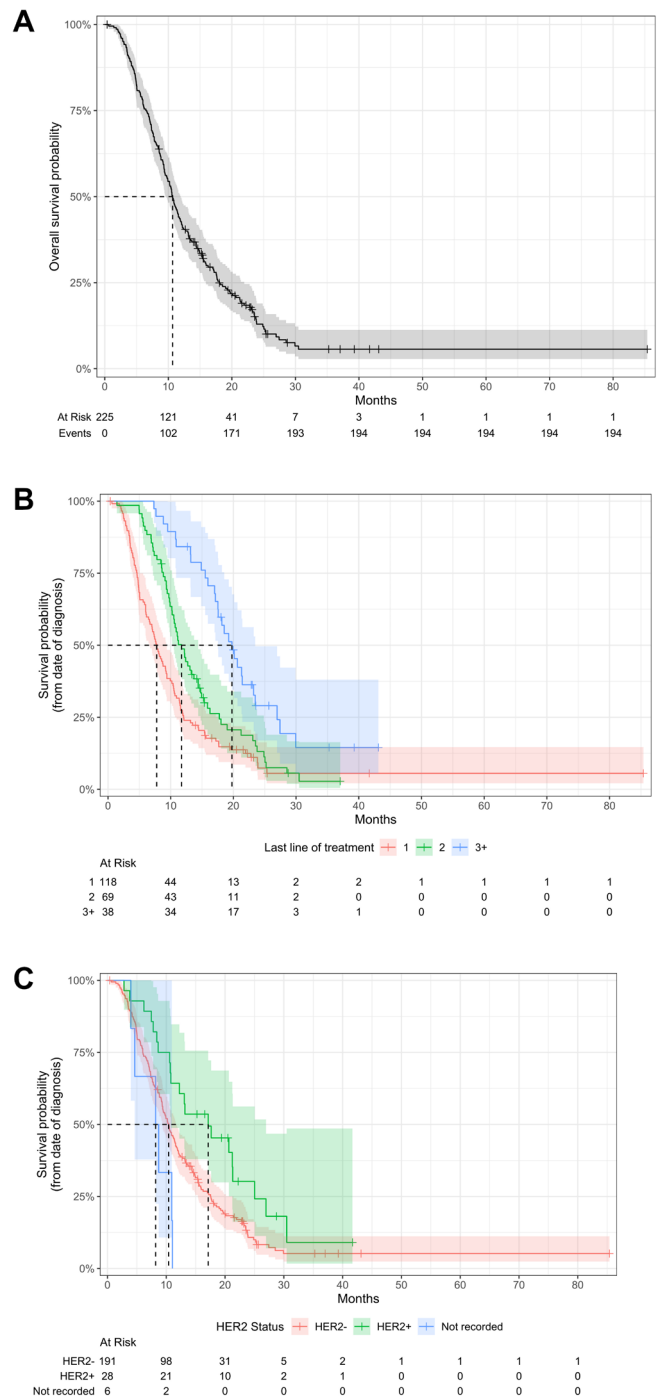 A
100%
75%
50%
25%
0%
Overall survival probability
0 10 20 30 40 50 60 70 80
Months
At Risk 225 121 41 7 3 1 1 1 1
Events 0 102 171 193 194 194 194 194 194
B
100%
75%
50%
25%
0%
Survival probability
(from date of diagnosis)
0 10 20 30 40 50 60 70 80
Months
Last line of treatment 1 2 3+
At Risk
1 118 44 13 2 2 1 1 1 1
2 69 43 11 2 0 0 0 0 0
3+ 38 34 17 3 1 0 0 0 0
C
100%
75%
50%
25%
0%
Survival probability
(from date of diagnosis)
0 10 20 30 40 50 60 70 80
Months
HER2 Status HER2- HER2+ Not recorded
At Risk
HER2- 191 98 31 5 2 1 1 1 1
HER2+ 28 21 10 2 1 0 0 0 0
Not recorded 6 2 0 0 0 0 0 0 0